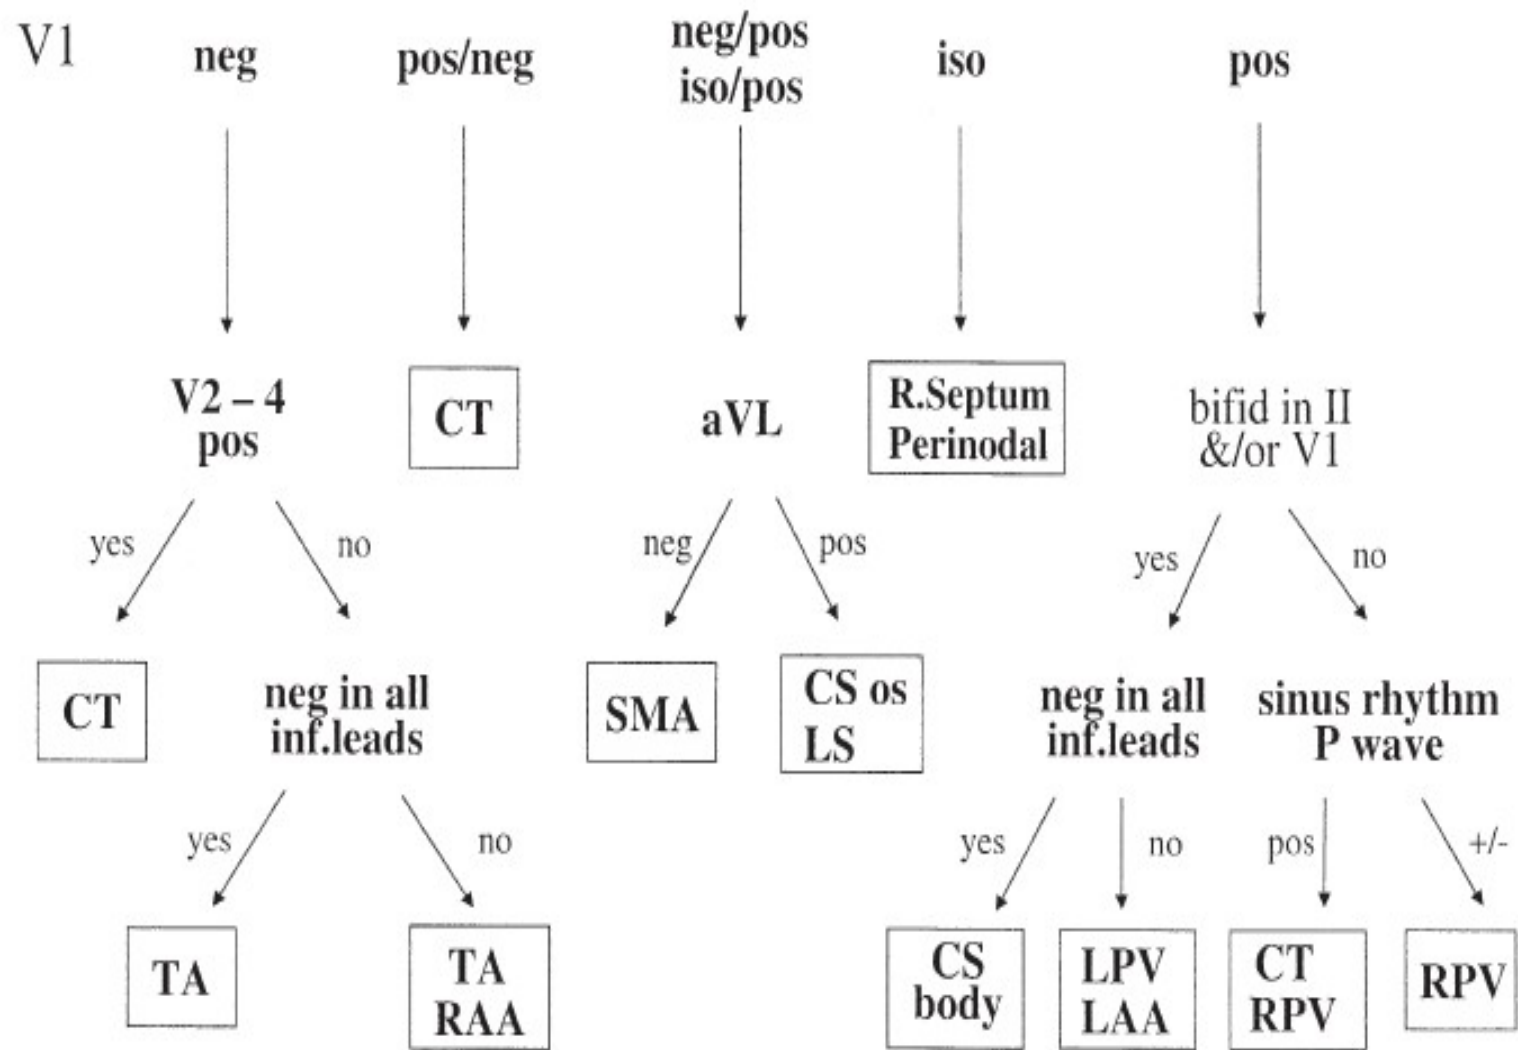 V1
neg
pos/neg
neg/pos
iso/pos
iso
pos
V2 – 4
pos
CT
aVL
R.Septum
Perinodal
bifid in II
&/or V1
yes
no
neg
pos
yes
no
CT
neg in all
inf.leads
SMA
CS os
LS
neg in all
inf.leads
sinus rhythm
P wave
yes
no
yes
no
pos
+/-
TA
TA
RAA
CS
body
LPV
LAA
CT
RPV
RPV